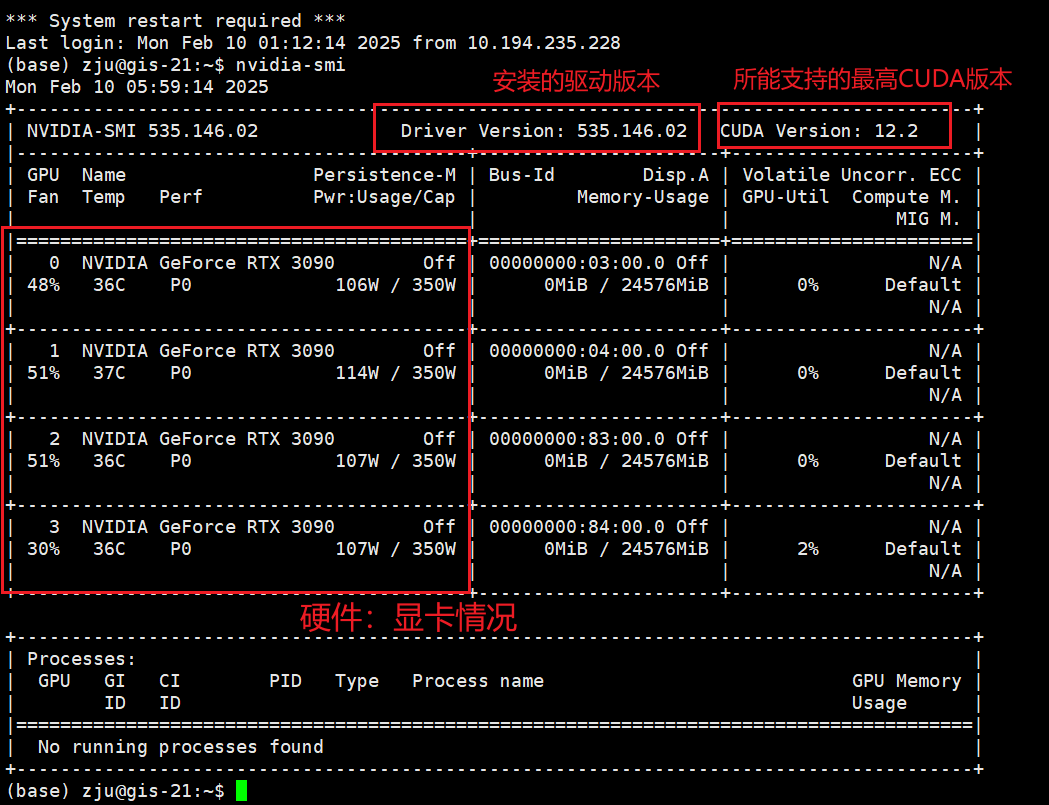 *** System restart required ***
Last login: Mon Feb 10 01:12:14 2025 from 10.194.235.228
(base) zju@gis-21:~$ nvidia-smi
Mon Feb 10 05:59:14 2025
安装的驱动版本
所能支持的最高CUDA版本
+---------------------------------------------------------------------------------------+
| NVIDIA-SMI 535.146.02             Driver Version: 535.146.02   CUDA Version: 12.2     |
|-----------------------------------------+----------------------+----------------------+
| GPU  Name                 Persistence-M | Bus-Id        Disp.A | Volatile Uncorr. ECC |
| Fan  Temp   Perf          Pwr:Usage/Cap |         Memory-Usage | GPU-Util  Compute M. |
|                                         |                      |               MIG M. |
|=========================================+======================+======================|
|   0  NVIDIA GeForce RTX 3090        Off | 00000000:03:00.0 Off |                  N/A |
| 48%   36C    P0             106W / 350W |      0MiB / 24576MiB |      0%      Default |
|                                         |                      |                  N/A |
+-----------------------------------------+----------------------+----------------------+
|   1  NVIDIA GeForce RTX 3090        Off | 00000000:04:00.0 Off |                  N/A |
| 51%   37C    P0             114W / 350W |      0MiB / 24576MiB |      0%      Default |
|                                         |                      |                  N/A |
+-----------------------------------------+----------------------+----------------------+
|   2  NVIDIA GeForce RTX 3090        Off | 00000000:83:00.0 Off |                  N/A |
| 51%   36C    P0             107W / 350W |      0MiB / 24576MiB |      0%      Default |
|                                         |                      |                  N/A |
+-----------------------------------------+----------------------+----------------------+
|   3  NVIDIA GeForce RTX 3090        Off | 00000000:84:00.0 Off |                  N/A |
| 30%   36C    P0             107W / 350W |      0MiB / 24576MiB |      2%      Default |
|                                         |                      |                  N/A |
+-----------------------------------------+----------------------+----------------------+
硬件：显卡情况
+---------------------------------------------------------------------------------------+
| Processes:                                                                            |
|  GPU   GI   CI        PID   Type   Process name                            GPU Memory |
|        ID   ID                                                             Usage      |
|=======================================================================================|
|  No running processes found                                                           |
+---------------------------------------------------------------------------------------+
(base) zju@gis-21:~$